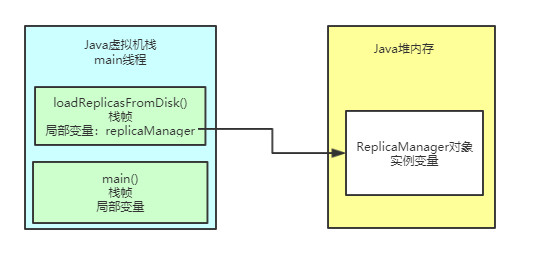 Java虚拟机栈
main线程
loadReplicasFromDisk()
栈帧
局部变量：replicaManager
main()
栈帧
局部变量
Java堆内存
ReplicaManager对象
实例变量